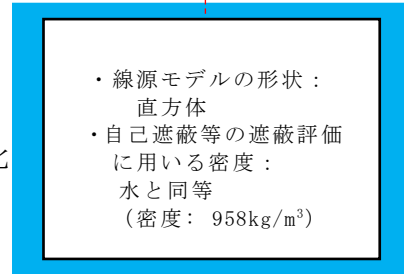 ・線源モデルの形状：
直方体
・自己遮蔽等の遮蔽評価
に用いる密度：
水と同等
(密度： 958kg/m³)